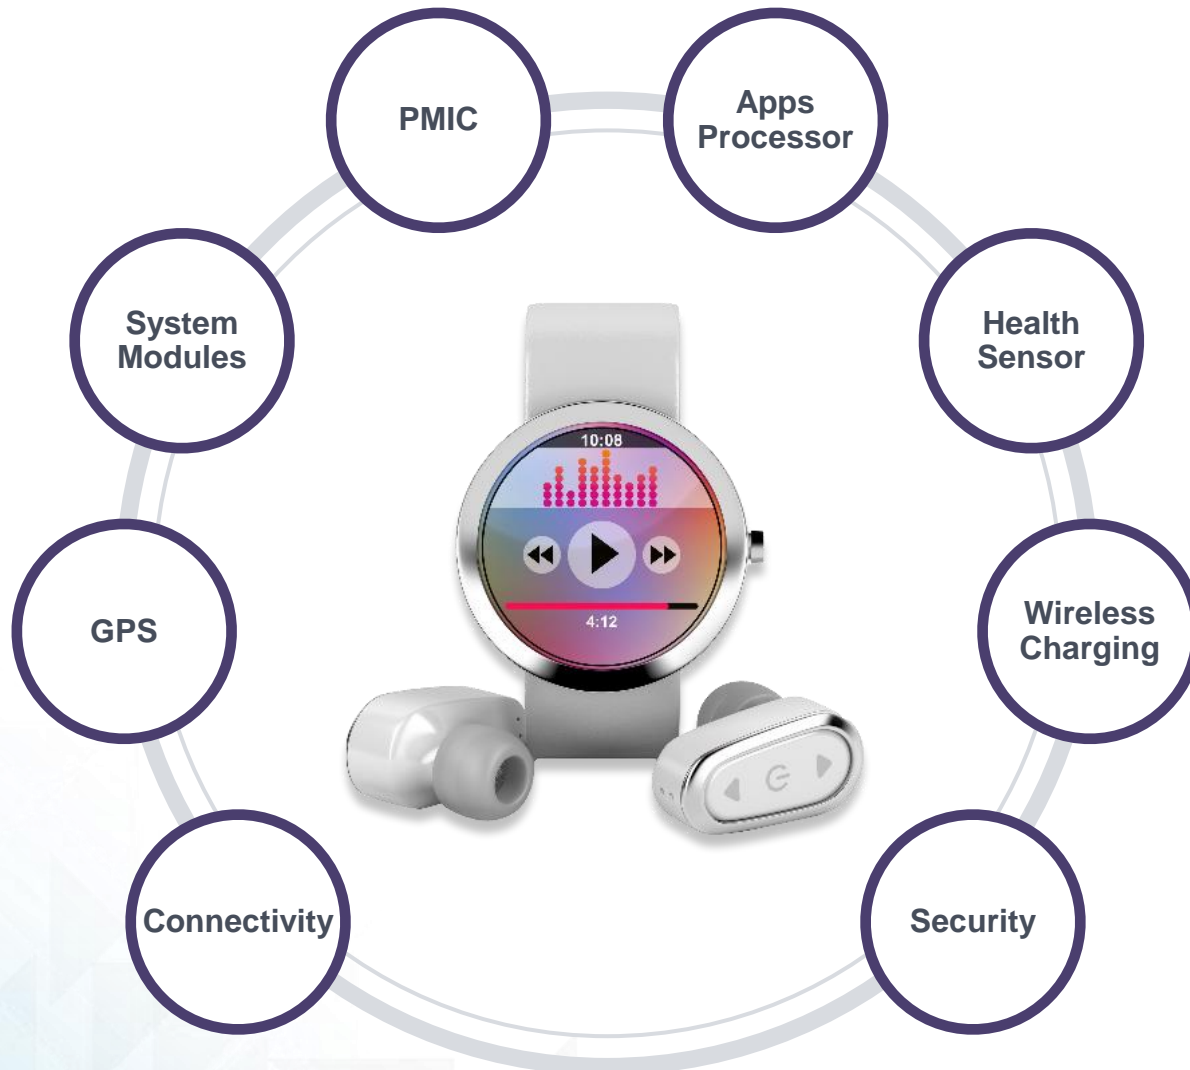 PMIC
Apps
Processor
System
Modules
Health
Sensor
10:08
4:12
GPS
Wireless
Charging
Connectivity
Security